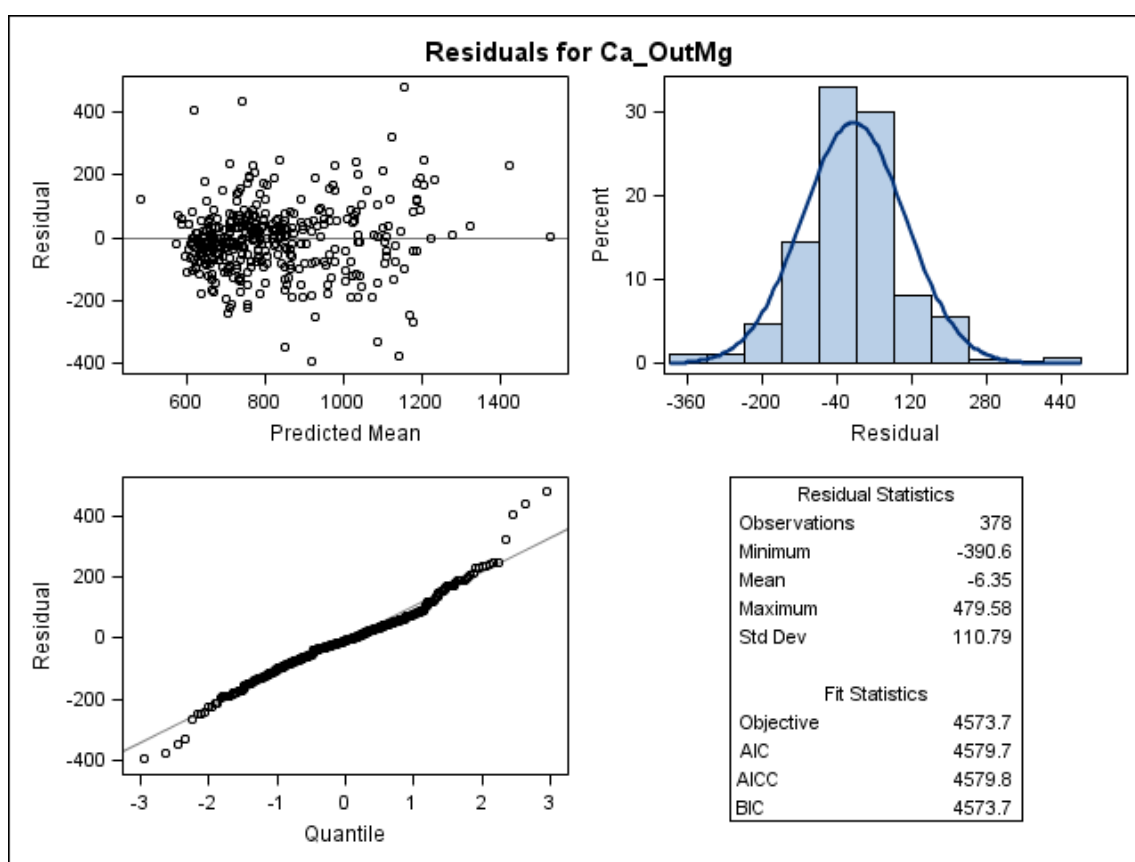 Residuals for Ca_OutMg
400
200
0
-200
-400
Residual
600 800 1000 1200 1400
Predicted Mean
30
20
10
0
Percent
-360 -200 -40 120 280 440
Residual
400
200
0
-200
-400
Residual
-3 -2 -1 0 1 2 3
Quantile
Residual Statistics
Observations 378
Minimum -390.6
Mean -6.35
Maximum 479.58
Std Dev 110.79
Fit Statistics
Objective 4573.7
AIC 4579.7
AICC 4579.8
BIC 4573.7